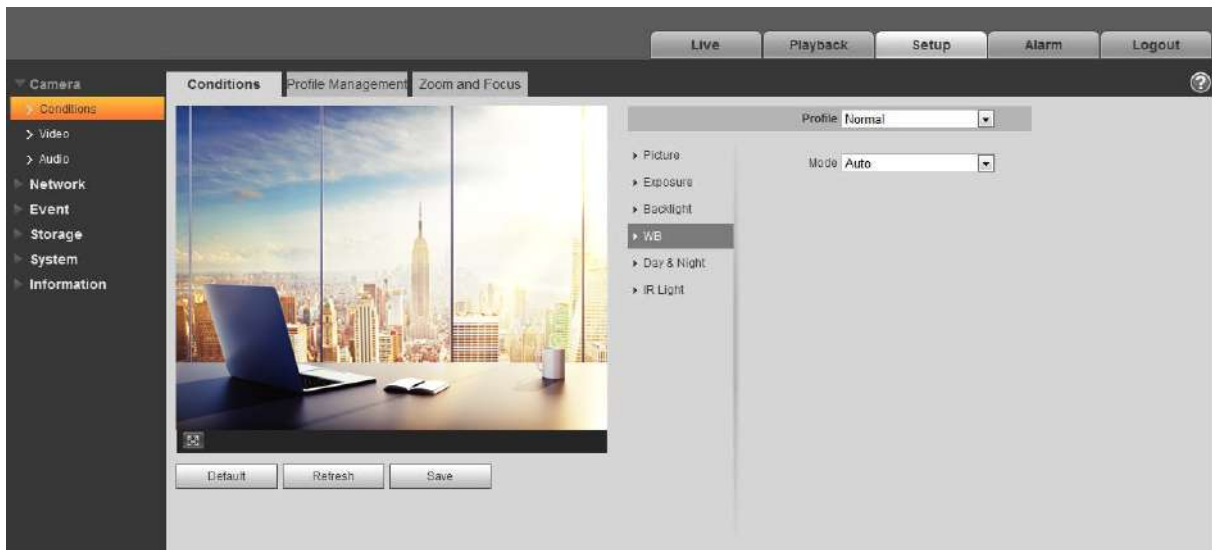 Live Playback Setup Alarm Logout
Camera
Conditions
Video
Audio
Network
Event
Storage
System
Information
Conditions Profile Management Zoom and Focus
?
Profile Normal
Picture
Exposure
Backlight
WB
Day & Night
IR Light
Mode Auto
Default Refresh Save